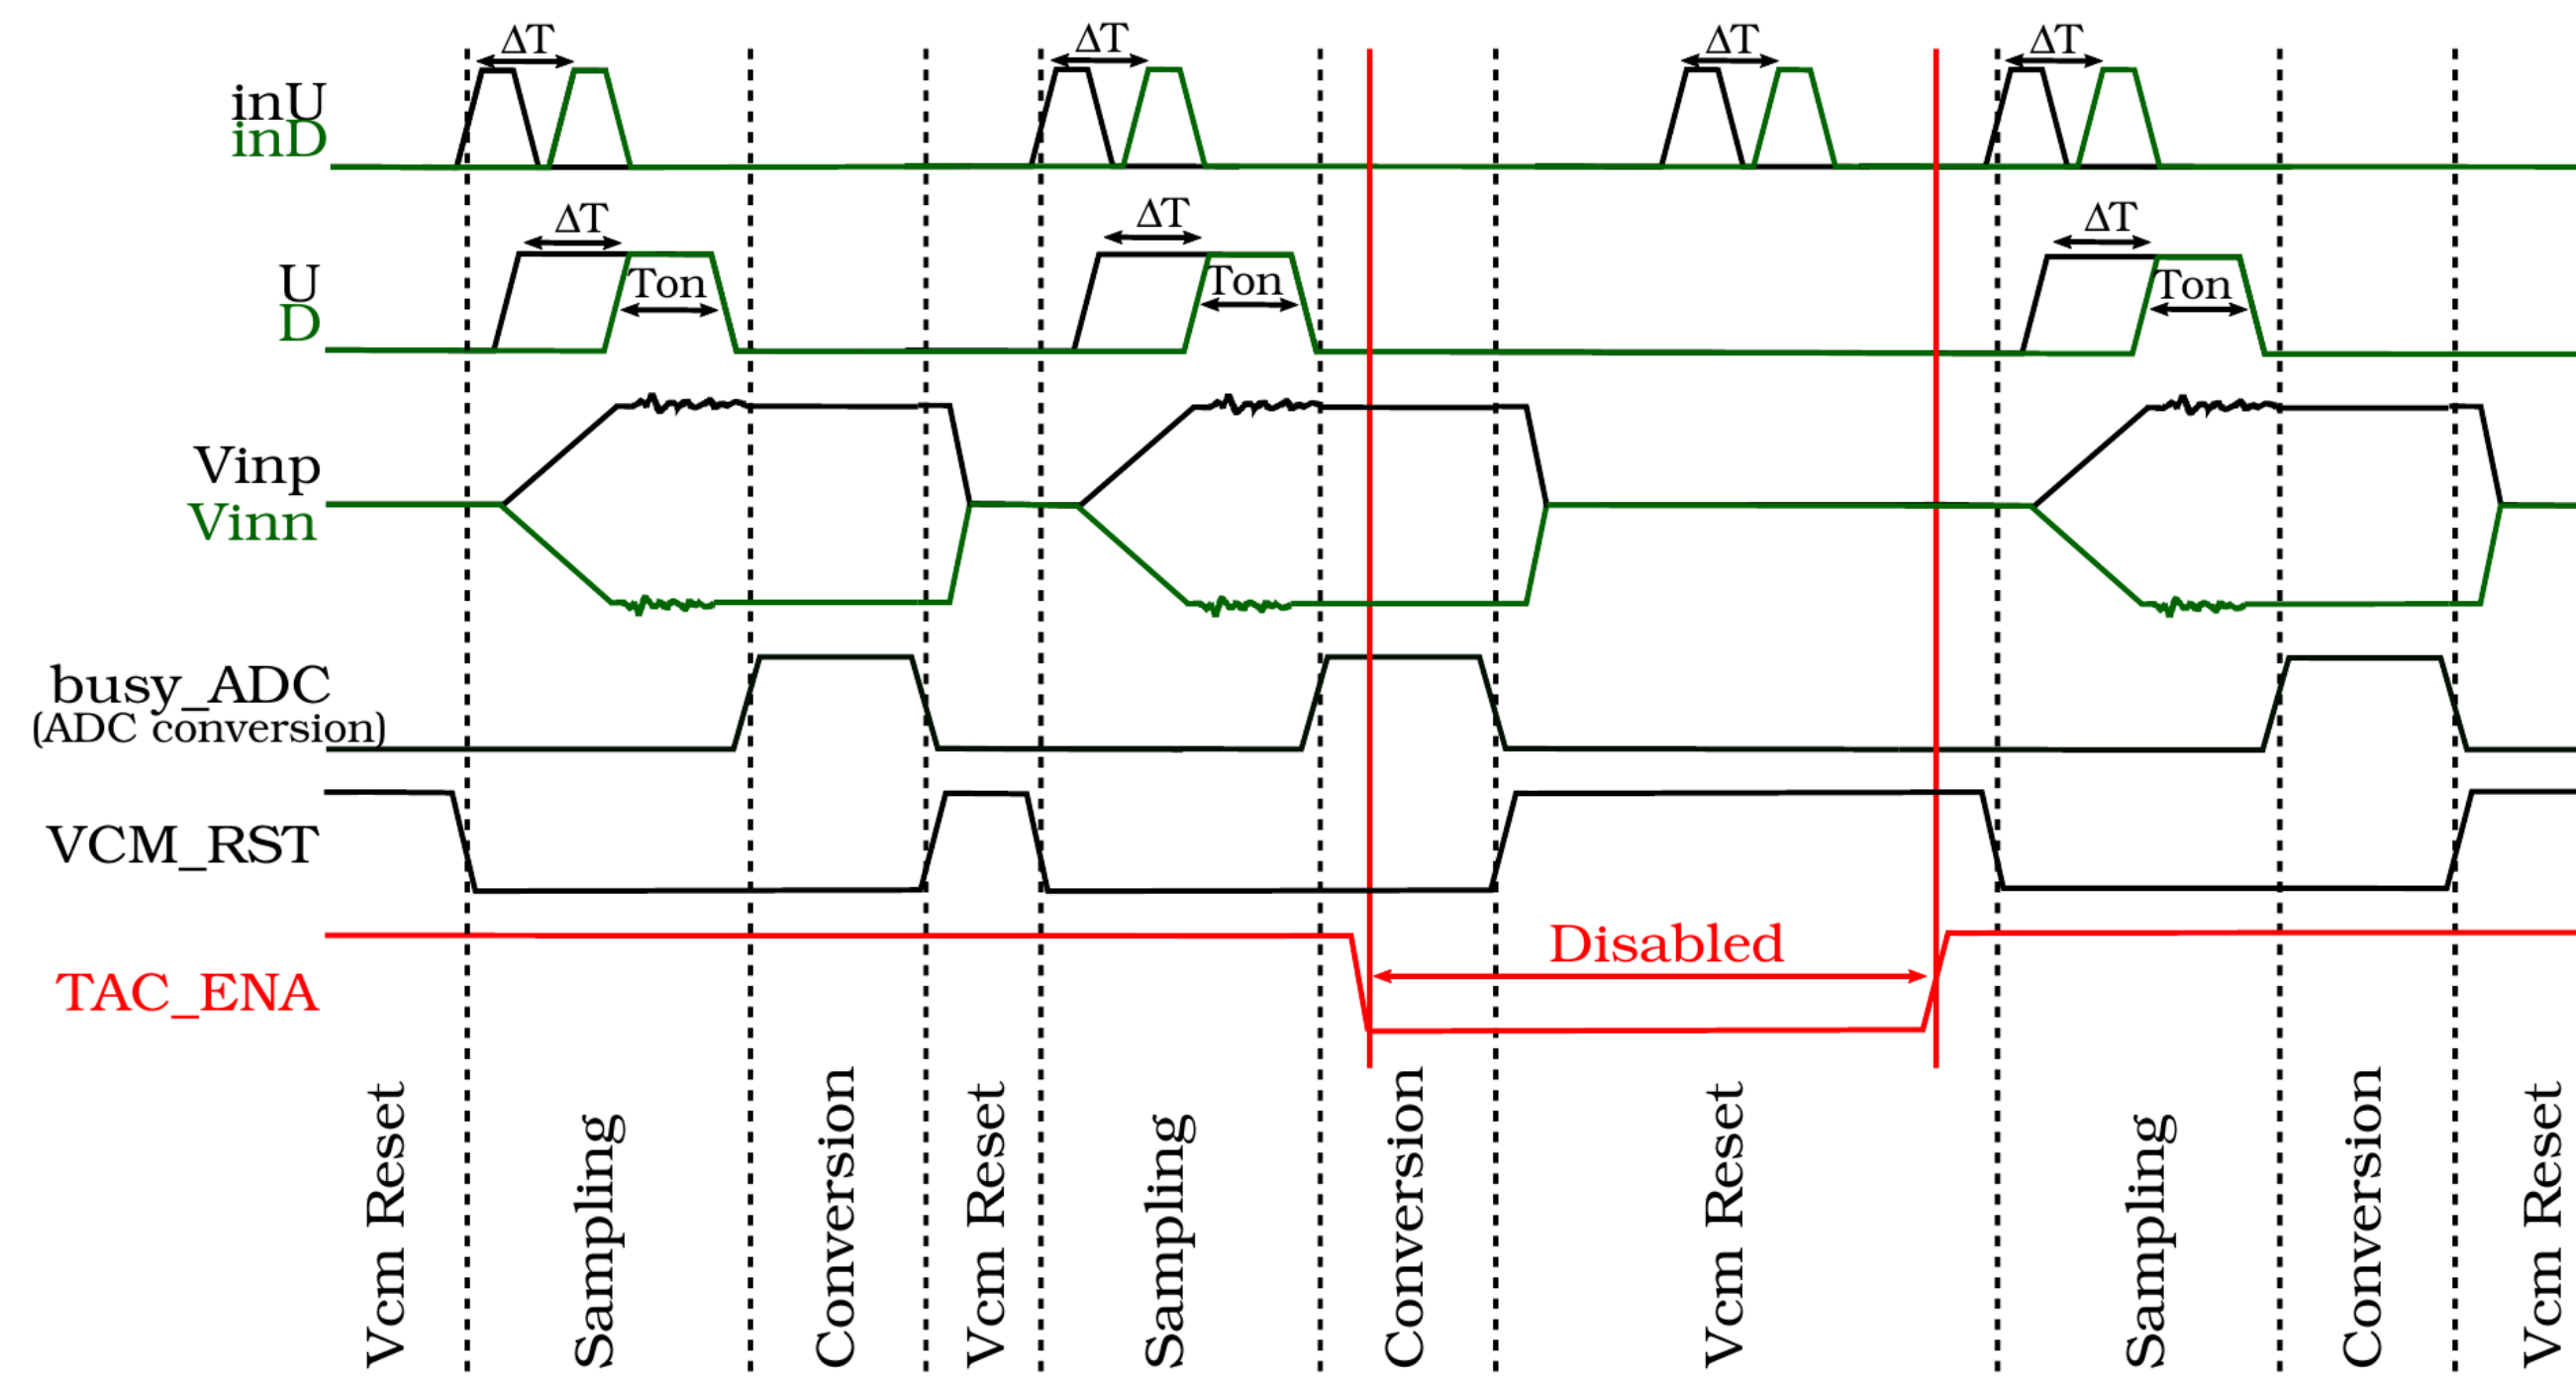 ΔT ΔT ΔT ΔT
inU
inD
ΔT ΔT ΔT
U
D
Ton Ton Ton
Vinp
Vinn
busy_ADC
(ADC conversion)
VCM_RST
Disabled
TAC_ENA
Vcm Reset
Sampling
Conversion
Vcm Reset
Sampling
Conversion
Vcm Reset
Sampling
Conversion
Vcm Reset